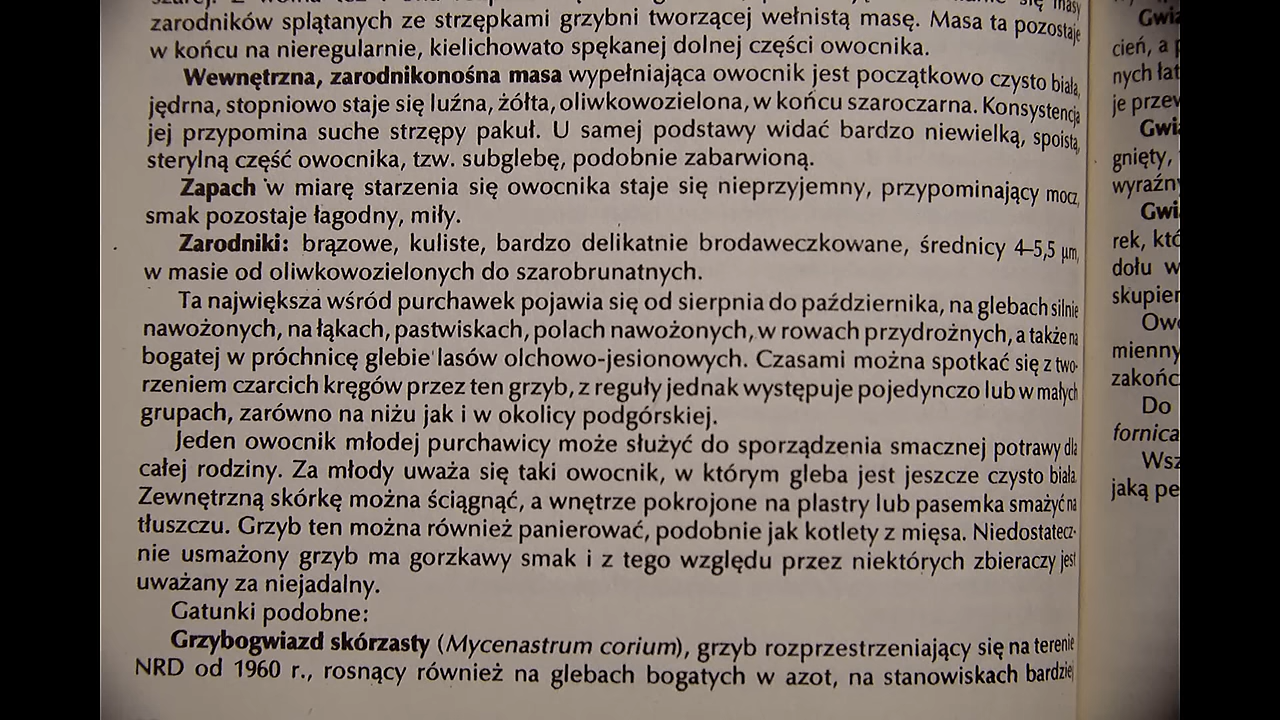 zarodników splątanych ze strzępkami grzybni tworzącej wełnistą masę. Masa ta pozostaje
w końcu na nieregularnie, kielichowato spękanej dolnej części owocnika.
Wewnętrzna, zarodnikonośna masa wypełniająca owocnik jest początkowo czysto biała,
jędrna, stopniowo staje się luźna, żółta, oliwkowozielona, w końcu szaroczarna. Konsystencja
jej przypomina suche strzępy pakuł. U samej podstawy widać bardzo niewielką, spoistą,
sterylną część owocnika, tzw. subglebę, podobnie zabarwioną.
Zapach w miarę starzenia się owocnika staje się nieprzyjemny, przypominający mocz,
smak pozostaje łagodny, miły.
Zarodniki: brązowe, kuliste, bardzo delikatnie brodaweczkowane, średnicy 4–5,5 μm,
w masie od oliwkowozielonych do szarobrunatnych.
Ta największa wśród purchawek pojawia się od sierpnia do października, na glebach silnie
nawożonych, na łąkach, pastwiskach, polach nawożonych, w rowach przydrożnych, a także na
bogatej w próchnicę glebie lasów olchowo-jesionowych. Czasami można spotkać się z two-
rzeniem czarcich kręgów przez ten grzyb, z reguły jednak występuje pojedynczo lub w małych
grupach, zarówno na niżu jak i w okolicy podgórskiej.
Jeden owocnik młodej purchawicy może służyć do sporządzenia smacznej potrawy dla
całej rodziny. Za młody uważa się taki owocnik, w którym gleba jest jeszcze czysto biała.
Zewnętrzną skórkę można ściągnąć, a wnętrze pokrojone na plastry lub pasemka smażyć na
tłuszczu. Grzyb ten można również panierować, podobnie jak kotlety z mięsa. Niedostatecz-
nie usmażony grzyb ma gorzkawy smak i z tego względu przez niektórych zbieraczy jest
uważany za niejadalny.
Gatunki podobne:
Grzybogwiazd skórzasty (Mycenastrum corium), grzyb rozprzestrzeniający się na terenie
NRD od 1960 r., rosnący również na glebach bogatych w azot, na stanowiskach bardziej
cień, a
nych
je
gnięty,
rek,
dołu w
zakońc
Do
fornica
jaką